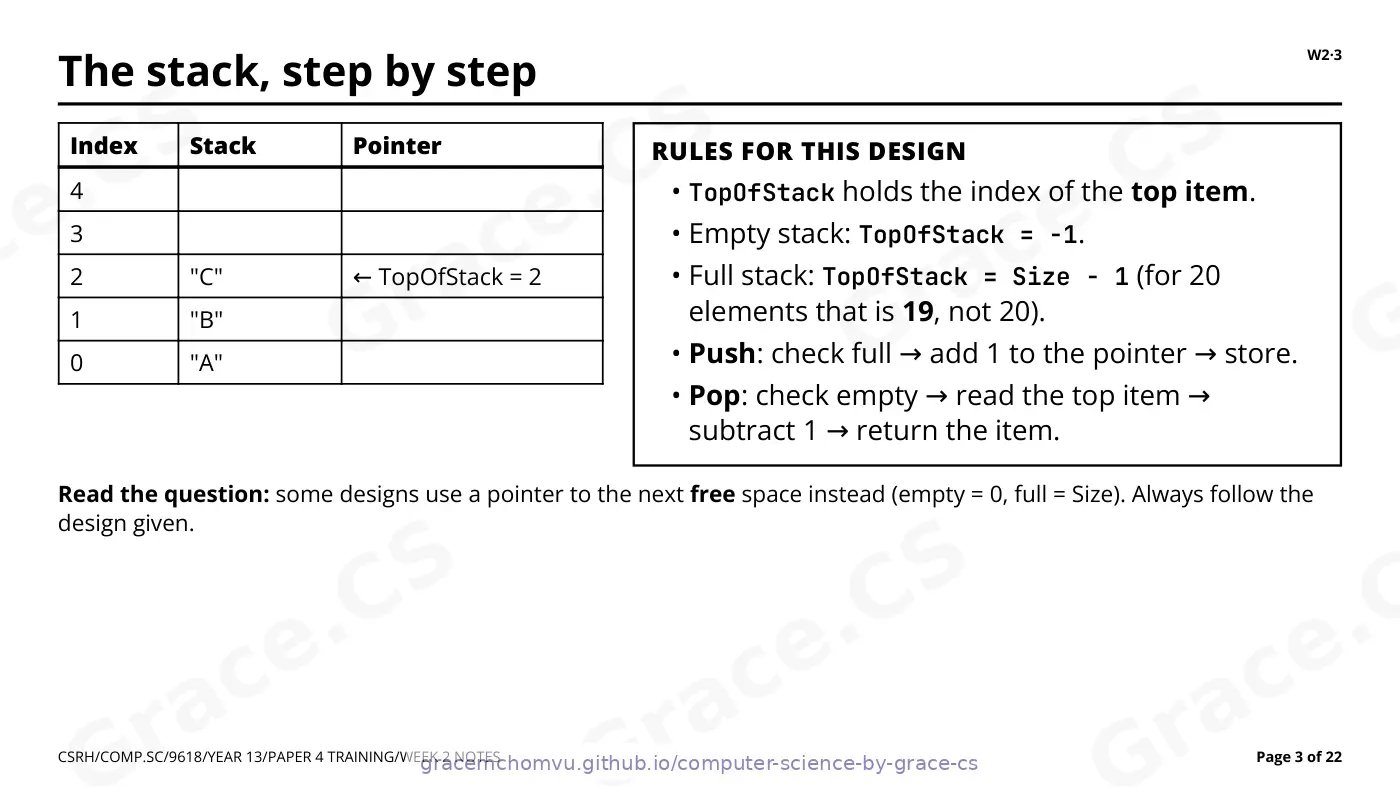 The stack, step by step
W2·3
Index Stack Pointer
4
3
2 "C" ← TopOfStack = 2
1 "B"
0 "A"
RULES FOR THIS DESIGN
• TopOfStack holds the index of the top item.
• Empty stack: TopOfStack = -1.
• Full stack: TopOfStack = Size - 1 (for 20
elements that is 19, not 20).
• Push: check full → add 1 to the pointer → store.
• Pop: check empty → read the top item →
subtract 1 → return the item.
Read the question: some designs use a pointer to the next free space instead (empty = 0, full = Size). Always follow the
design given.
CSRH/COMP.SC/9618/YEAR 13/PAPER 4 TRAINING/WEEK 2 NOTES
gracemchomvu.github.io/computer-science-by-grace-cs
Page 3 of 22
Grace.CS